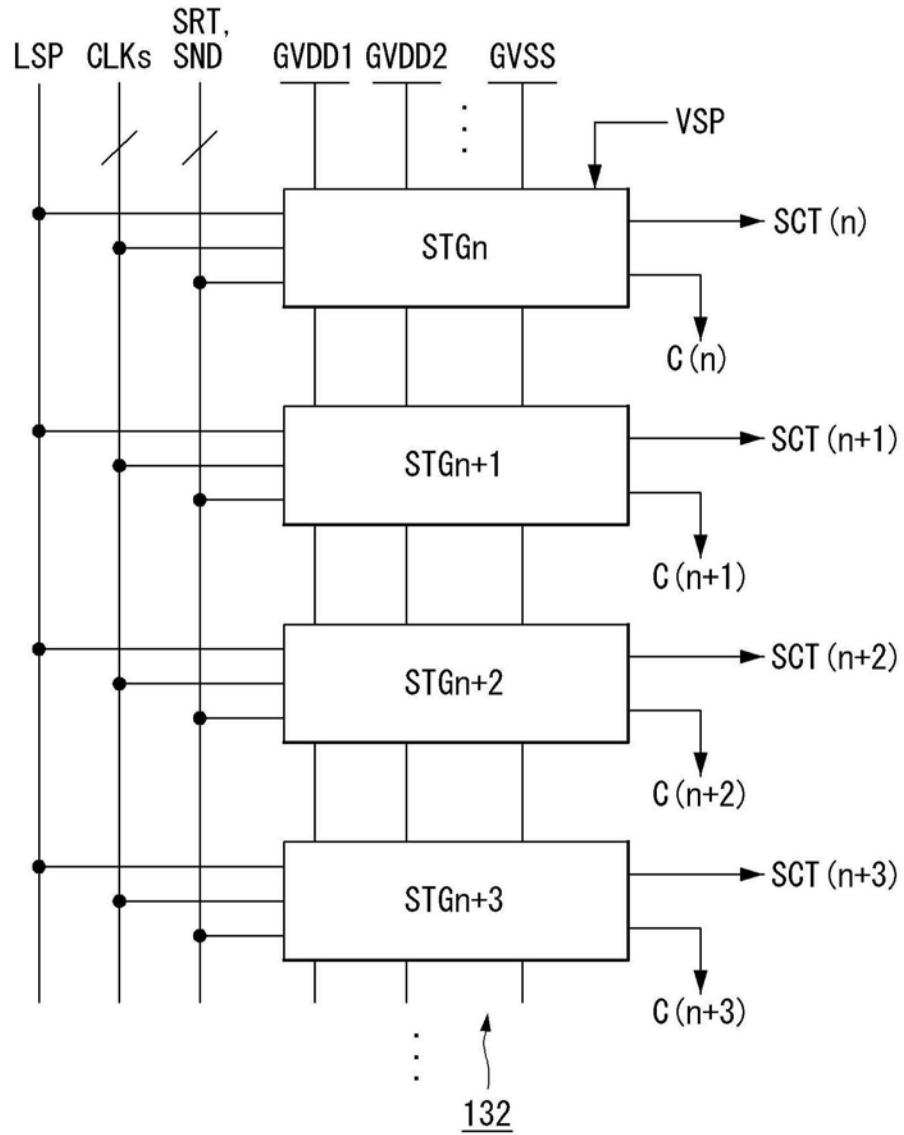 SRT,
LSP CLKs SND GVDD1 GVDD2 GVSS
VSP
STGn
SCT(n)
C(n)
STGn+1
SCT(n+1)
C(n+1)
STGn+2
SCT(n+2)
C(n+2)
STGn+3
SCT(n+3)
C(n+3)
132